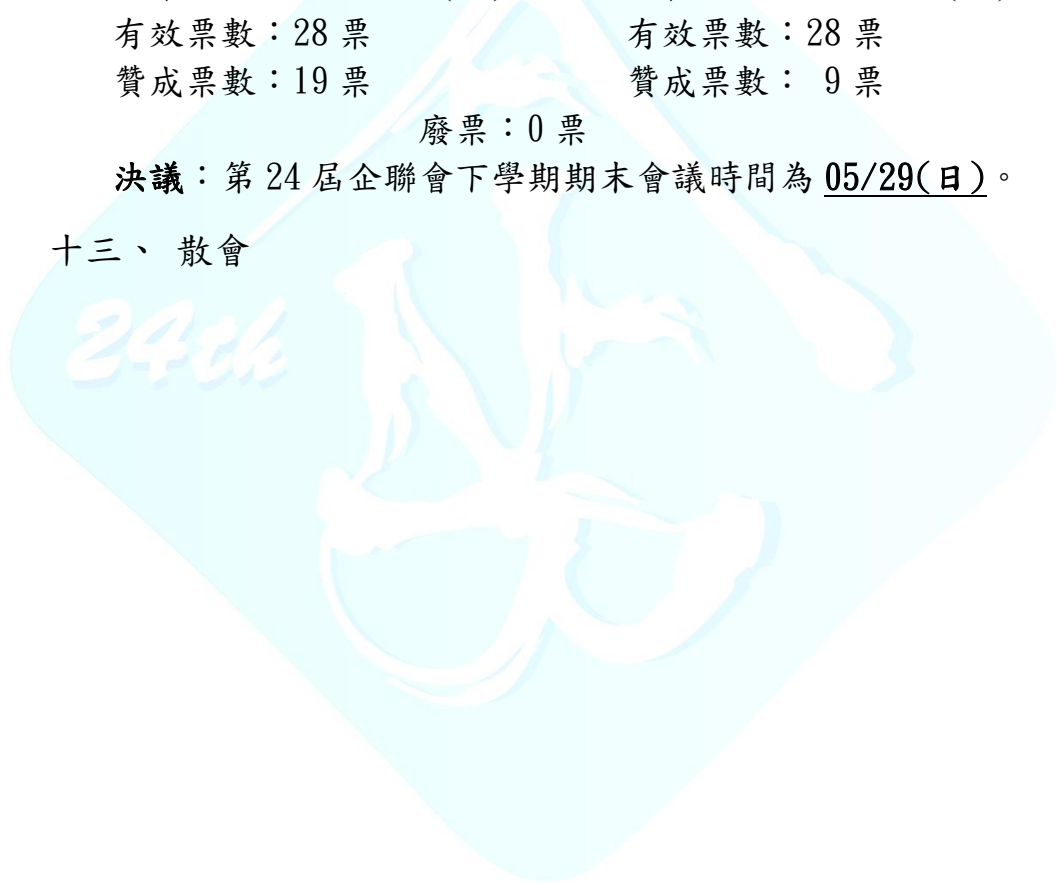 有效票數：28 票 有效票數：28 票
贊成票數：19 票 贊成票數： 9 票
廢票：0 票
決議：第 24 屆企聯會下學期期末會議時間為 05/29(日)。
十三、 散會
24th